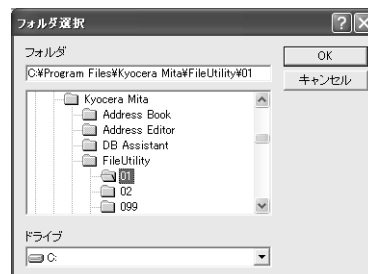 フォルダ選択
フォルダ
OK
C:¥Program Files¥Kyocera Mita¥FileUtility¥01
キャンセル
Kyocera Mita
Address Book
Address Editor
DB Assistant
FileUtility
01
02
099
ドライブ
C: